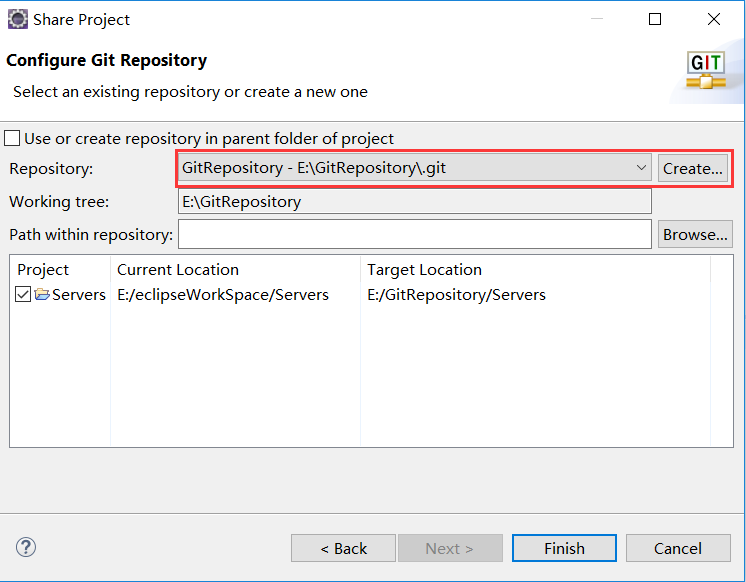 Share Project
Configure Git Repository
GIT
Select an existing repository or create a new one
Use or create repository in parent folder of project
Repository: GitRepository - E:\GitRepository\.git Create...
Working tree: E:\GitRepository
Path within repository: Browse...
Project Current Location Target Location
Servers E:/eclipseWorkSpace/Servers E:/GitRepository/Servers
? < Back Next > Finish Cancel